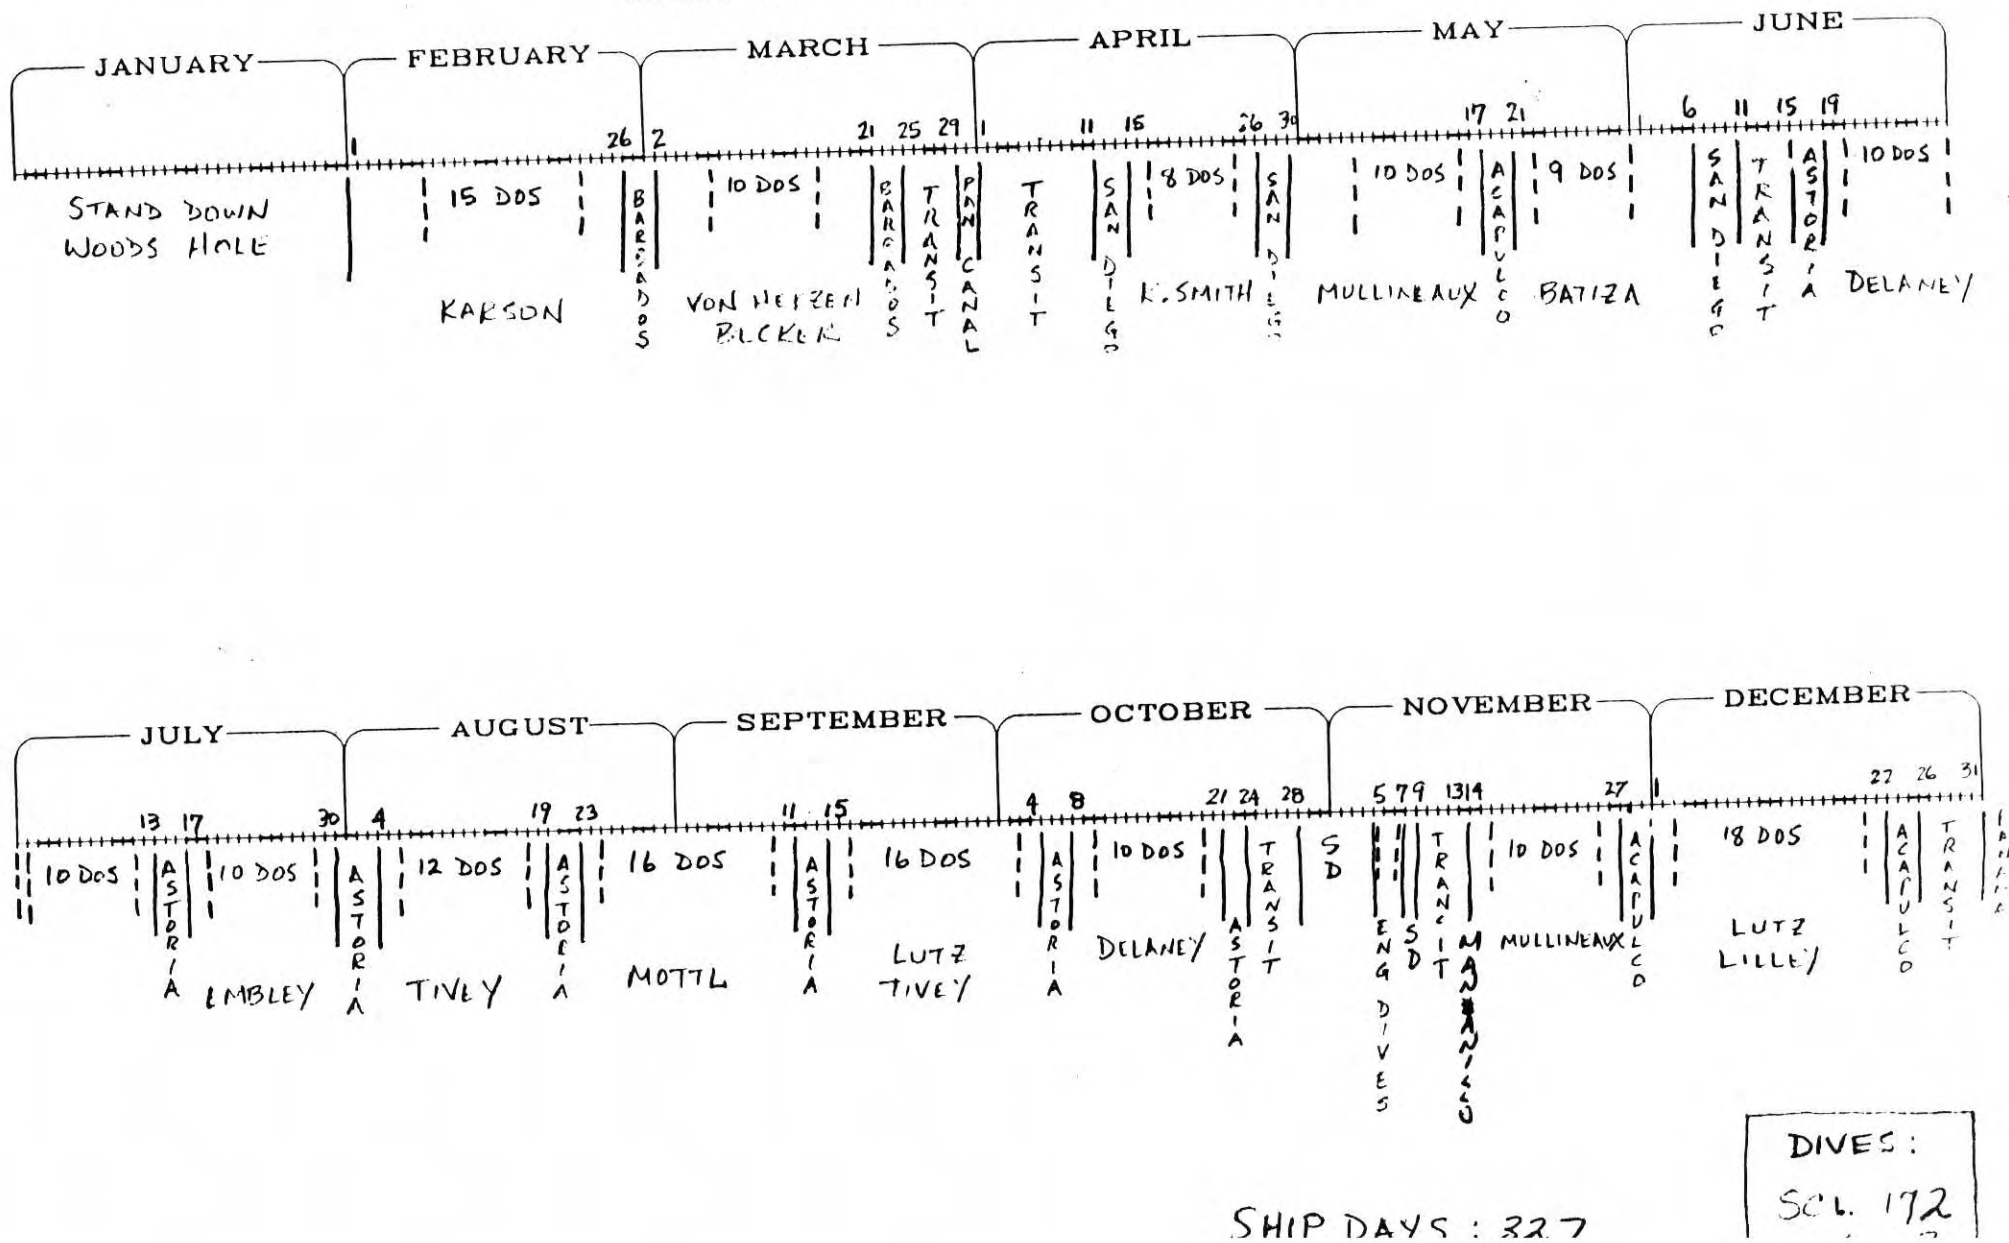 JANUARY FEBRUARY MARCH APRIL MAY JUNE
1 26 2 21 25 29 1 11 15 26 30 17 21 1 6 11 15 19
STAND DOWN
WOODS HOLE
15 DOS
KARSON
BARBADOS
10 DOS
VON HERZEN
BECKER
BARBADOS
TRANSIT
PAN CANAL
TRANSIT
SAN DIEGO
8 DOS
K. SMITH
SAN DIEGO
10 DOS
MULLINEAUX
ACAPULCO
9 DOS
BATIZA
SAN DIEGO
TRANSIT
ASTORIA
10 DOS
DELANEY
JULY AUGUST SEPTEMBER OCTOBER NOVEMBER DECEMBER
13 17 30 4 19 23 11 15 4 8 21 24 28 5 7 9 13 14 27 1 22 26 31
10 DOS
ASTORIA
10 DOS
EMBLEY
ASTORIA
12 DOS
TIVEY
ASTORIA
16 DOS
MOTTL
ASTORIA
16 DOS
LUTZ
TIVEY
ASTORIA
10 DOS
DELANEY
ASTORIA
TRANSIT
SD
ENG DIVES
SD
TRANSIT
MANZANILLO
10 DOS
MULLINEAUX
ACAPULCO
18 DOS
LUTZ
LILLEY
ACAPULCO
TRANSIT
DIVES:
SCI. 172
SHIP DAYS: 327